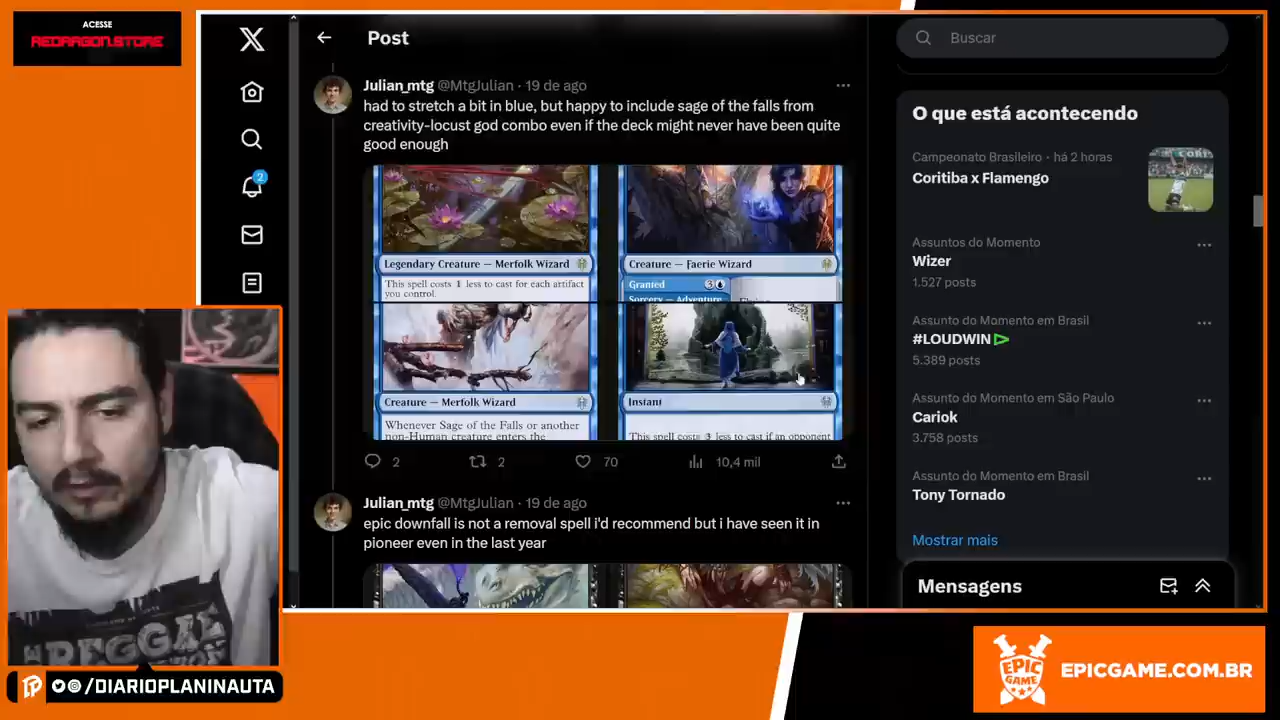 ACESSE
REDRAGON.STORE
Post
Buscar
Julian_mtg @MtgJulian · 19 de ago
had to stretch a bit in blue, but happy to include sage of the falls from
creativity-locust god combo even if the deck might never have been quite
good enough
Legendary Creature — Merfolk Wizard
This spell costs 1 less to cast for each artifact
you control.
Creature — Faerie Wizard
Granted
3
Sorcery — Adventure
Creature — Merfolk Wizard
Whenever Sage of the Falls or another
non-Human creature enters the
Instant
This spell costs 3 less to cast if an opponent
2
2
70
10,4 mil
Julian_mtg @MtgJulian · 19 de ago
epic downfall is not a removal spell i'd recommend but i have seen it in
pioneer even in the last year
2
O que está acontecendo
Campeonato Brasileiro · há 2 horas
Coritiba x Flamengo
Assuntos do Momento
Wizer
1.527 posts
Assunto do Momento em Brasil
#LOUDWIN
5.389 posts
Assunto do Momento em São Paulo
Cariok
3.758 posts
Assunto do Momento em Brasil
Tony Tornado
Mostrar mais
Mensagens
/DIARIOPLANINAUTA
EPIC
GAME
EPICGAME.COM.BR